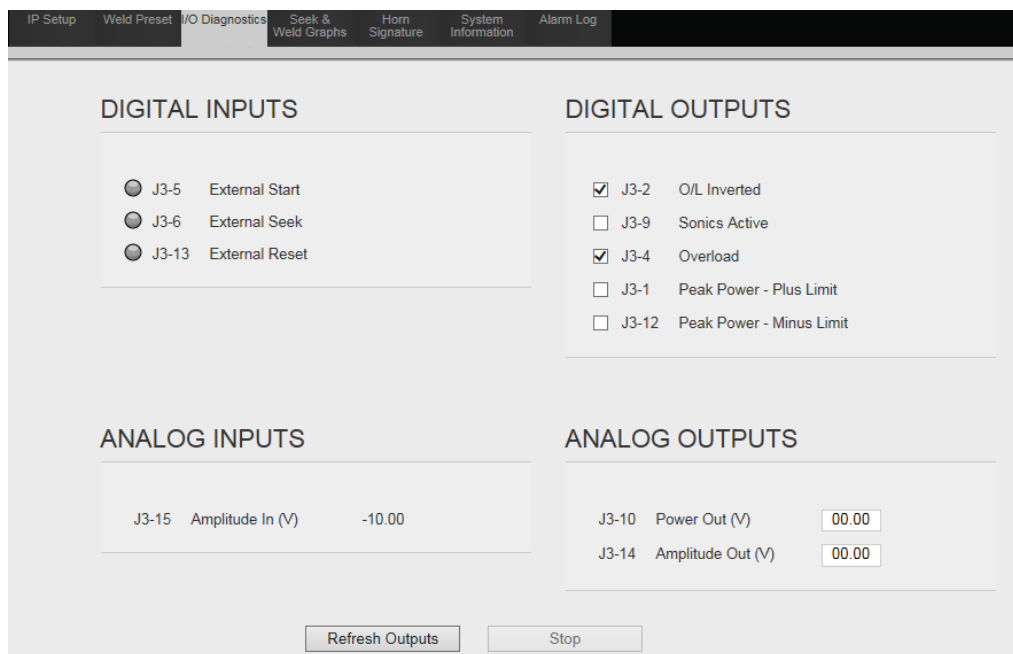 IP Setup Weld Preset I/O Diagnostics Seek & Weld Graphs Horn Signature System Information Alarm Log
DIGITAL INPUTS
J3-5 External Start
J3-6 External Seek
J3-13 External Reset
DIGITAL OUTPUTS
J3-2 O/L Inverted
J3-9 Sonics Active
J3-4 Overload
J3-1 Peak Power - Plus Limit
J3-12 Peak Power - Minus Limit
ANALOG INPUTS
J3-15 Amplitude In (V) -10.00
ANALOG OUTPUTS
J3-10 Power Out (V) 00.00
J3-14 Amplitude Out (V) 00.00
Refresh Outputs Stop